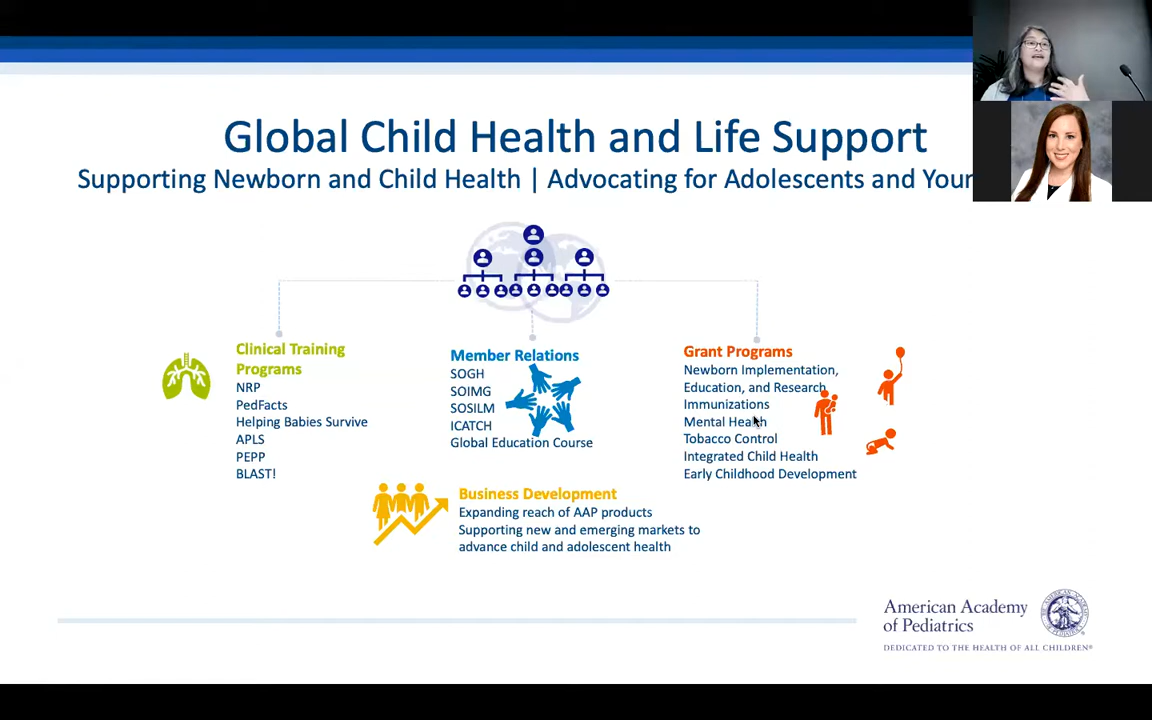 Global Child Health and Life Support
Supporting Newborn and Child Health | Advocating for Adolescents and
Clinical Training
Programs
NRP
PedFacts
Helping Babies Survive
APLS
PEPP
BLAST!
Member Relations
SOGH
SOIMG
SOSILM
ICATCH
Global Education Course
Grant Programs
Newborn Implementation,
Education, and Research
Immunizations
Mental Health
Tobacco Control
Integrated Child Health
Early Childhood Development
Business Development
Expanding reach of AAP products
Supporting new and emerging markets to
advance child and adolescent health
American Academy
of Pediatrics
DEDICATED TO THE HEALTH OF ALL CHILDREN®